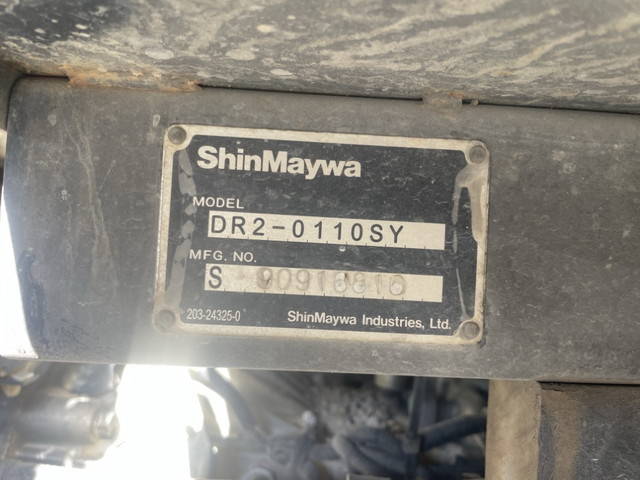 ShinMaywa
MODEL
DR2-0110SY
MFG. NO.
S
203-24325-0 ShinMaywa Industries, Ltd.